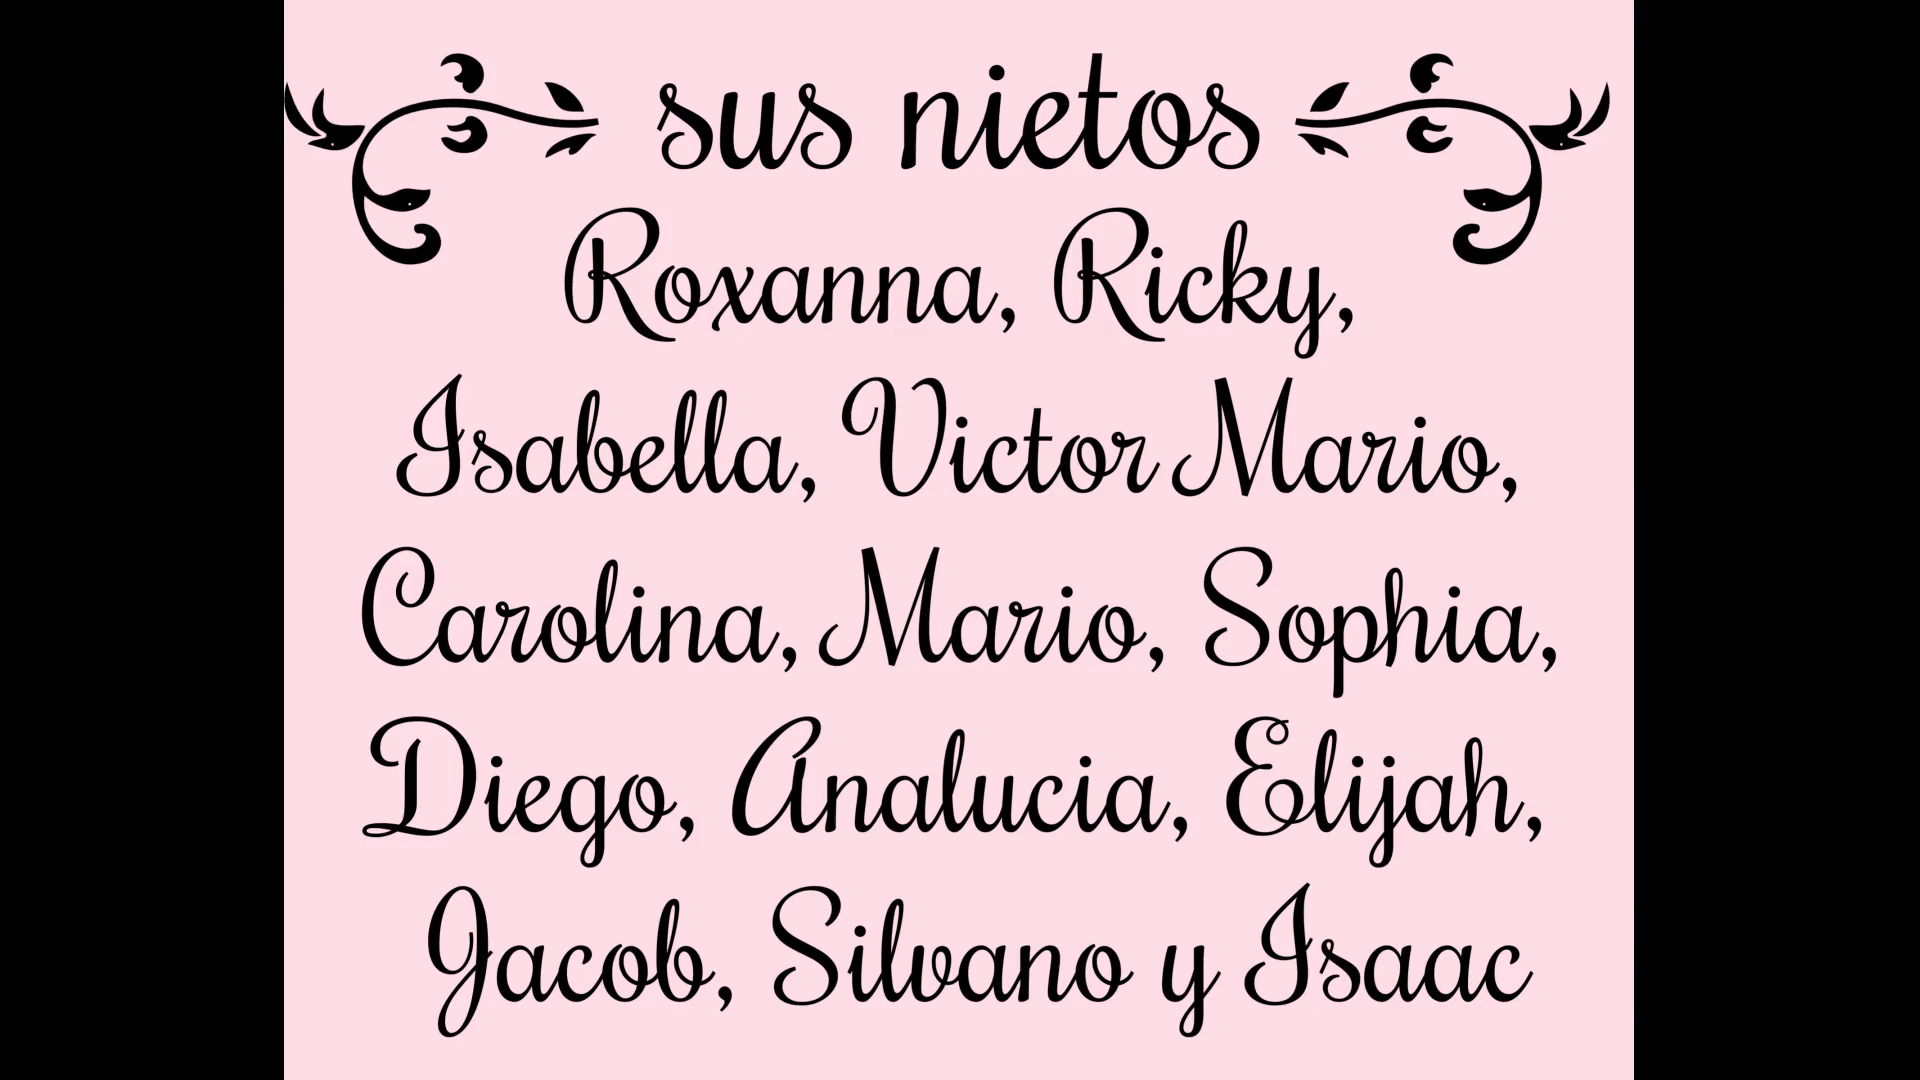 sus nietos
Roxanna, Ricky,
Isabella, Victor Mario,
Carolina, Mario, Sophia,
Diego, Analucia, Elijah,
Jacob, Silvano y Isaac